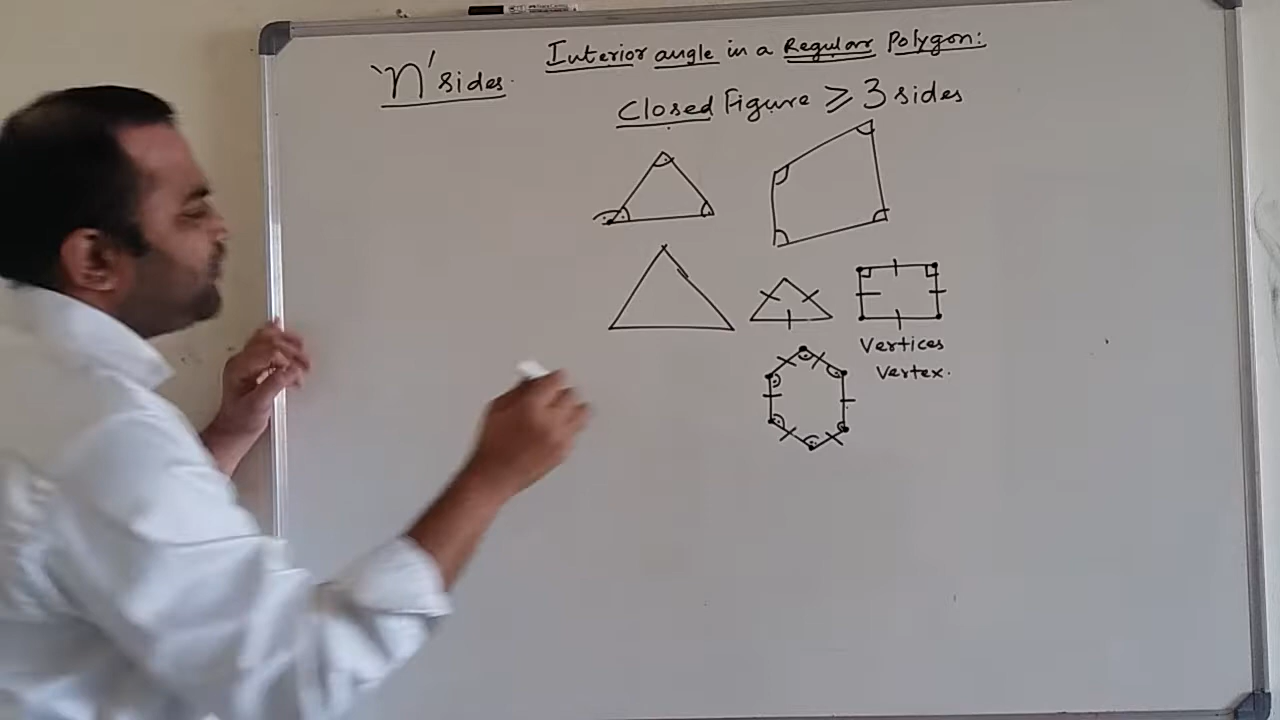 Interior angle in a Regular Polygon:
'n' sides.
Closed Figure ⩾ 3 sides
Vertices
Vertex.